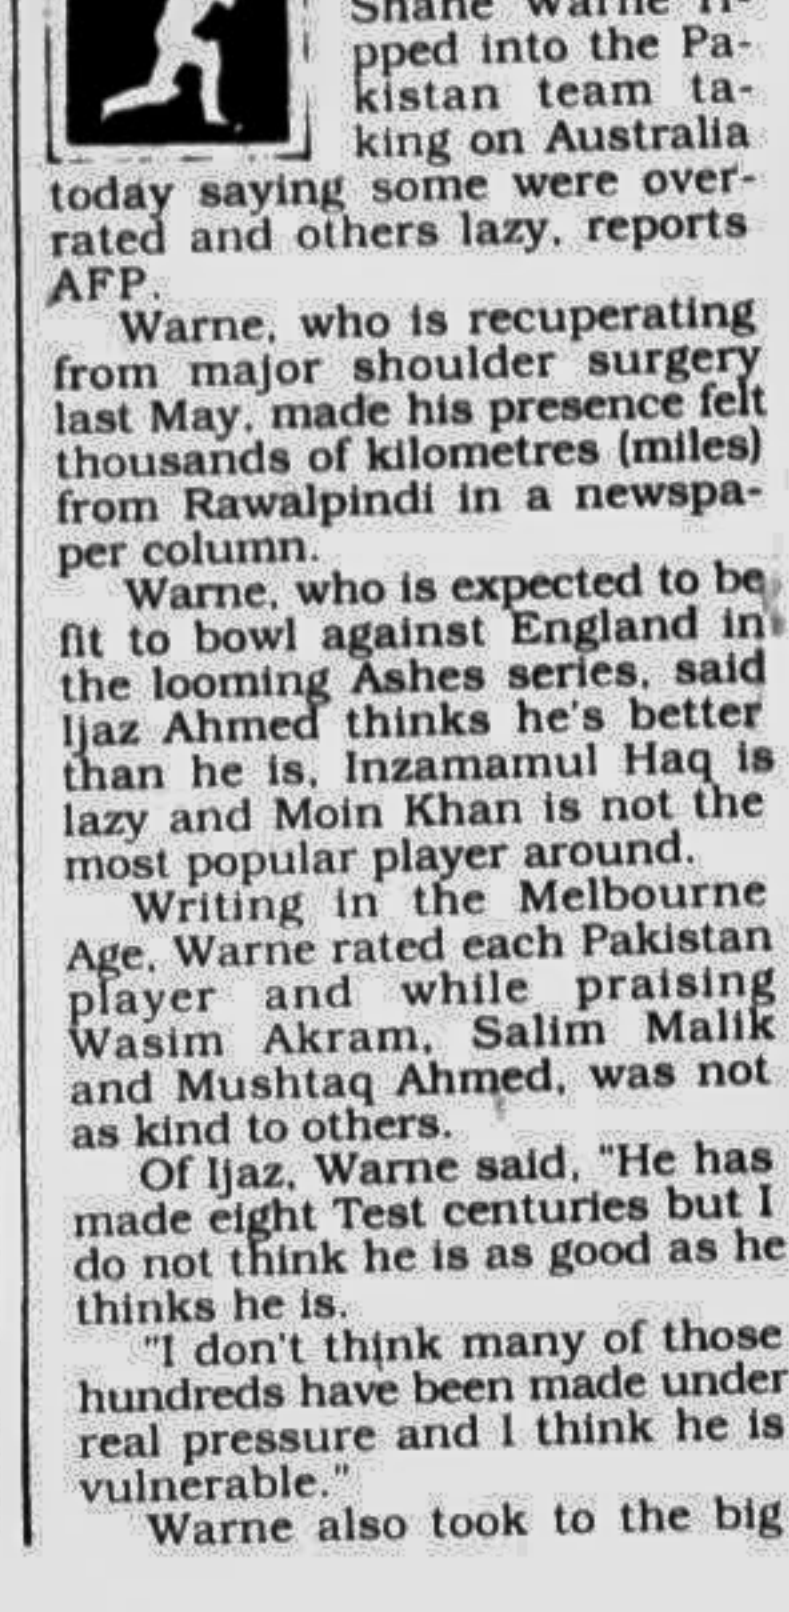 Shane Warne ri-
pped into the Pa-
kistan team ta-
king on Australia
today saying some were over-
rated and others lazy, reports
AFP.
Warne, who is recuperating
from major shoulder surgery
last May, made his presence felt
thousands of kilometres (miles)
from Rawalpindi in a newspa-
per column.
Warne, who is expected to be
fit to bowl against England in
the looming Ashes series, said
Ijaz Ahmed thinks he's better
than he is, Inzamamul Haq is
lazy and Moin Khan is not the
most popular player around.
Writing in the Melbourne
Age, Warne rated each Pakistan
player and while praising
Wasim Akram, Salim Malik
and Mushtaq Ahmed, was not
as kind to others.
Of Ijaz, Warne said, "He has
made eight Test centuries but I
do not think he is as good as he
thinks he is.
"I don't think many of those
hundreds have been made under
real pressure and I think he is
vulnerable."
Warne also took to the big